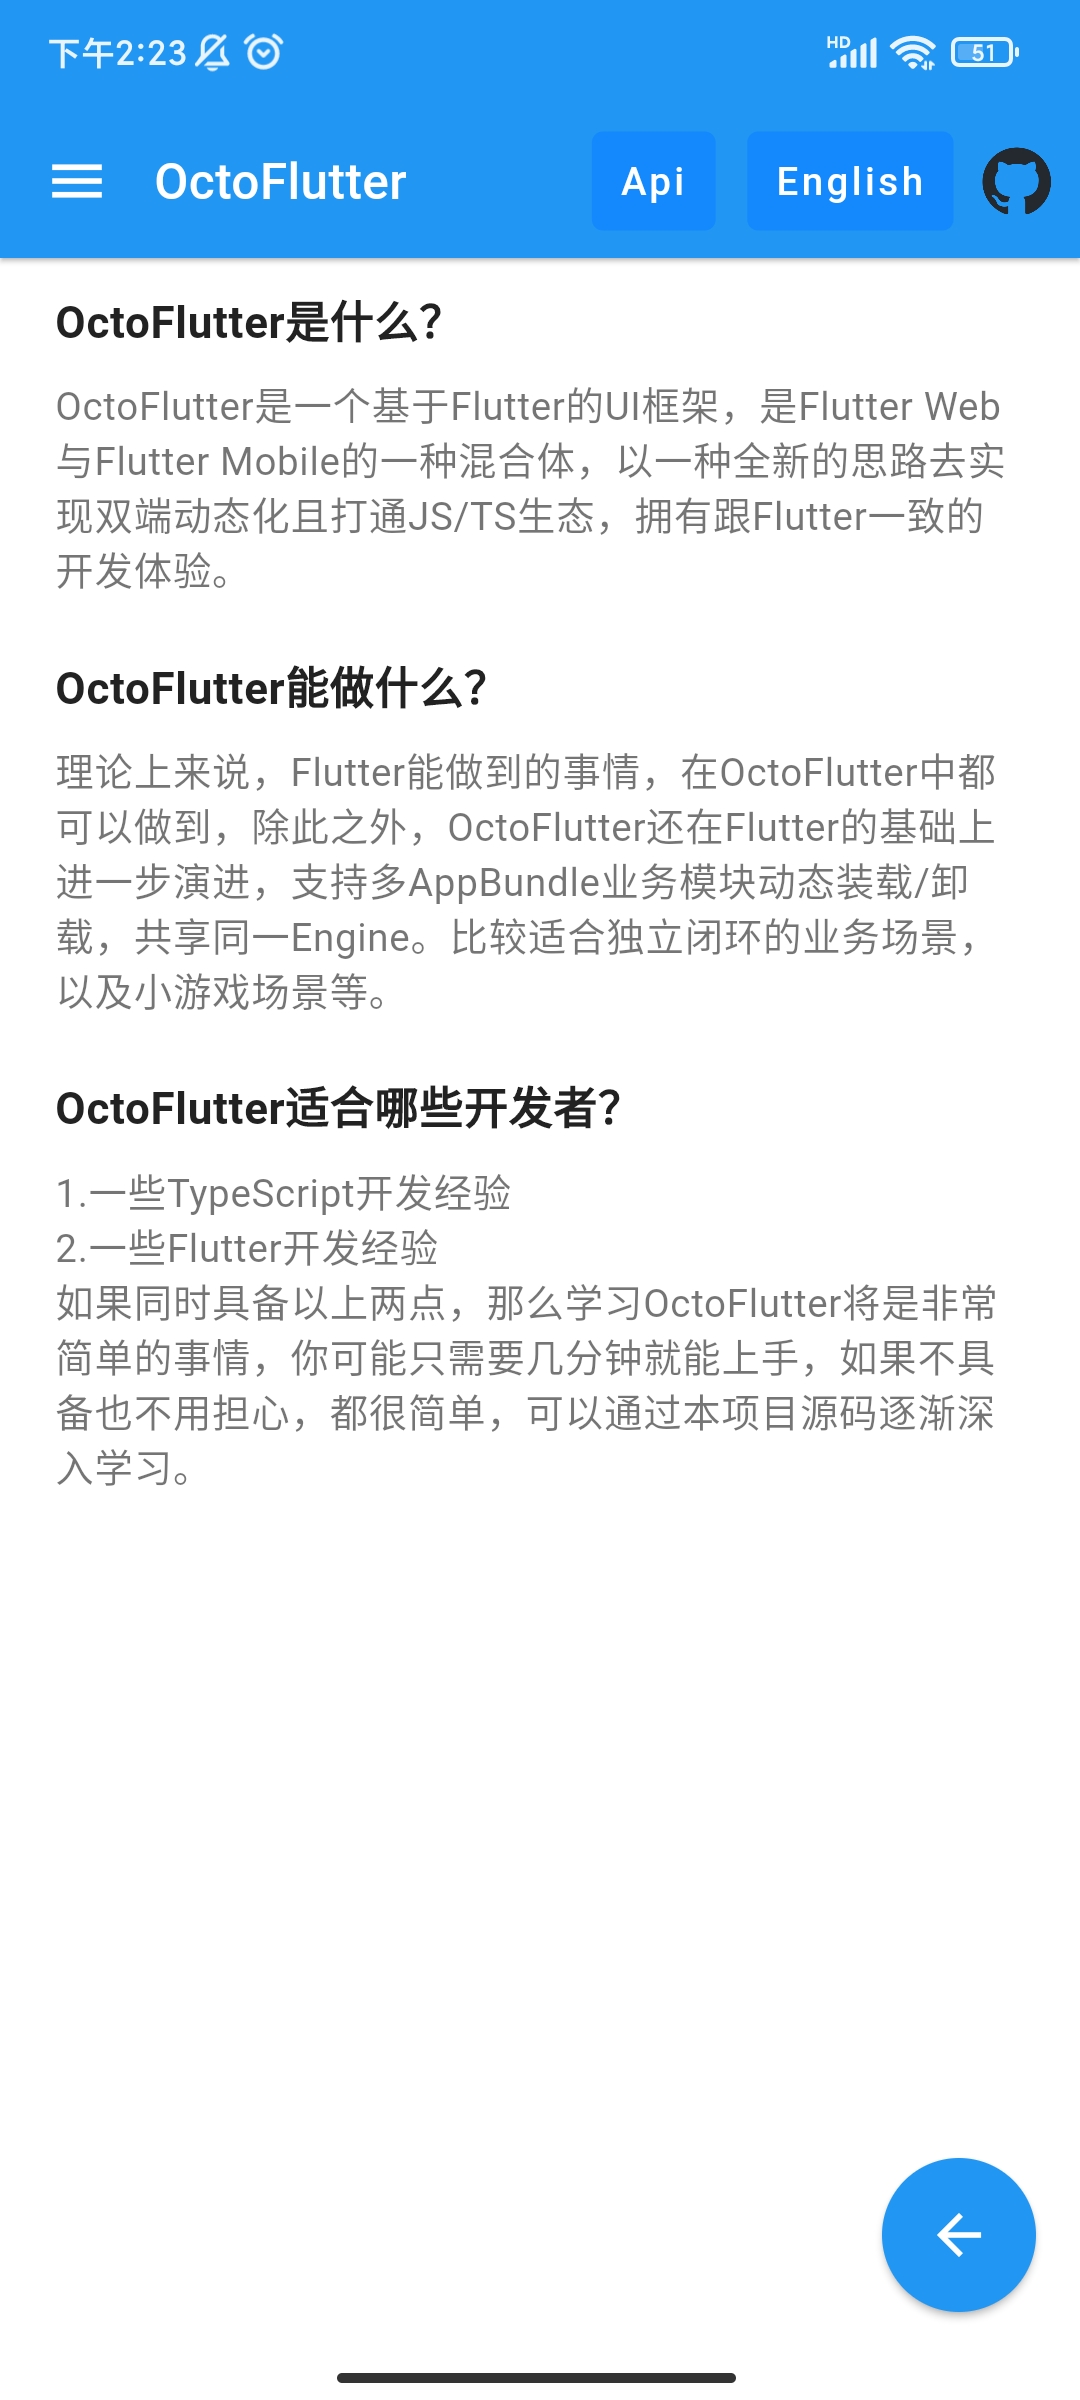 下午2:23
HD
51
OctoFlutter
Api
English
OctoFlutter是什么?
OctoFlutter是一个基于Flutter的UI框架，是Flutter Web
与Flutter Mobile的一种混合体，以一种全新的思路去实
现双端动态化且打通JS/TS生态，拥有跟Flutter一致的
开发体验。
OctoFlutter能做什么?
理论上来说，Flutter能做到的事情，在OctoFlutter中都
可以做到，除此之外，OctoFlutter还在Flutter的基础上
进一步演进，支持多AppBundle业务模块动态装载/卸
载，共享同一Engine。比较适合独立闭环的业务场景，
以及小游戏场景等。
OctoFlutter适合哪些开发者?
1.一些TypeScript开发经验
2.一些Flutter开发经验
如果同时具备以上两点，那么学习OctoFlutter将是非常
简单的事情，你可能只需要几分钟就能上手，如果不具
备也不用担心，都很简单，可以通过本项目源码逐渐深
入学习。